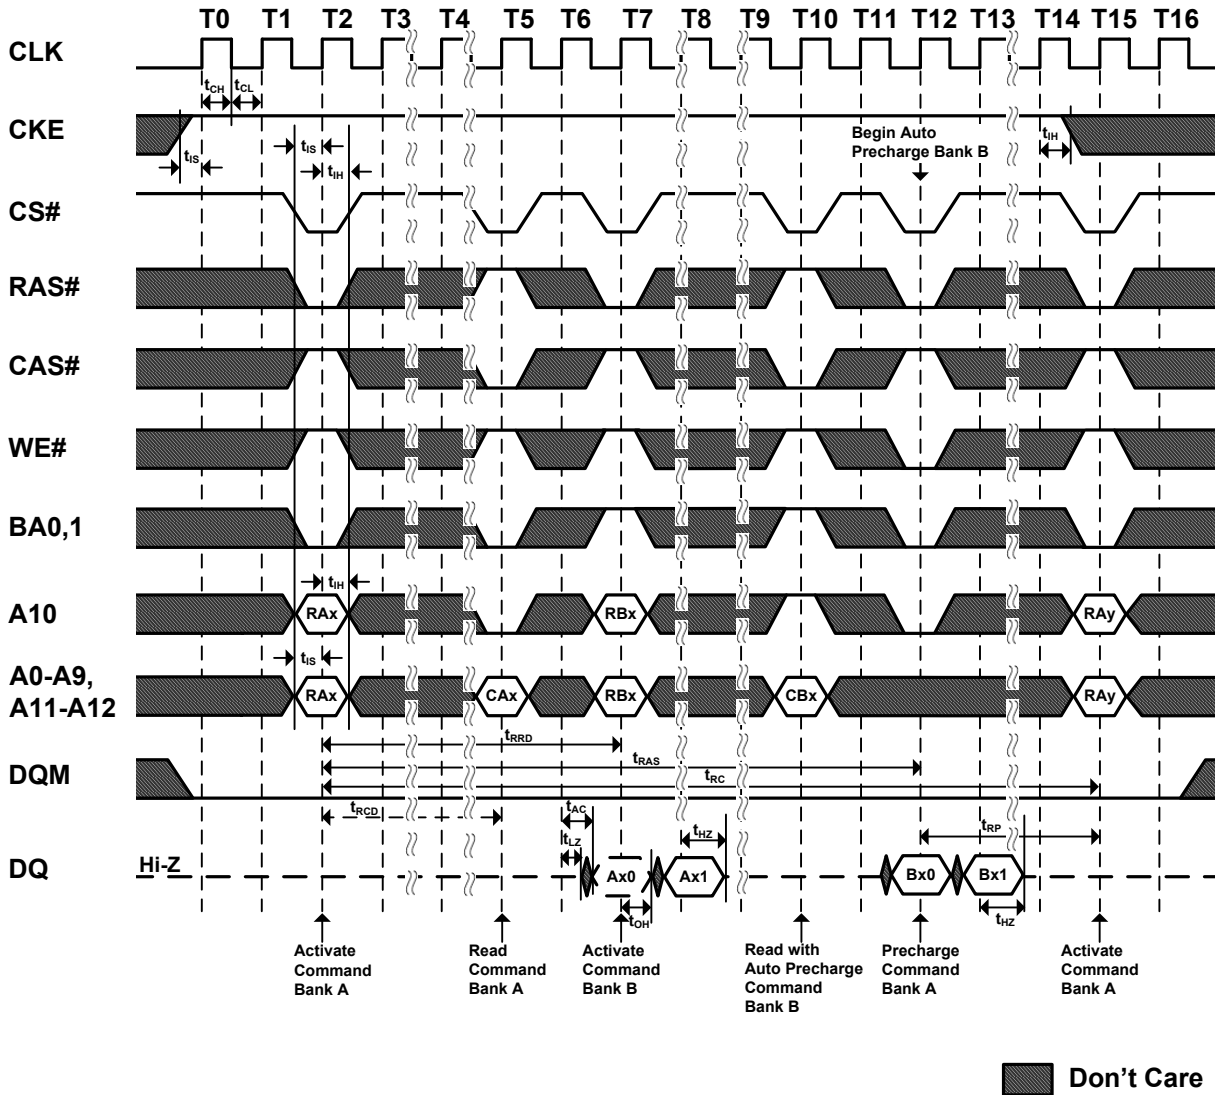 T0 T1 T2 T3 T4 T5 T6 T7 T8 T9 T10 T11 T12 T13 T14 T15 T16
CLK
tCH tCL
CKE
tIS
tIS
tIH
Begin Auto
Precharge Bank B
tIH
CS#
RAS#
CAS#
WE#
BA0,1
tIH
A10
RAx RBx RAy
tIS
A0-A9,
A11-A12
RAx CAx RBx CBx RAy
tRRD
tRAS
tRC
DQM
tRCD
tAC
tLZ
tHZ
tRP
DQ
Hi-Z
Ax0 Ax1 Bx0 Bx1
tOH
tHZ
Activate
Command
Bank A
Read
Command
Bank A
Activate
Command
Bank B
Read with
Auto Precharge
Command
Bank B
Precharge
Command
Bank A
Activate
Command
Bank A
Don't Care